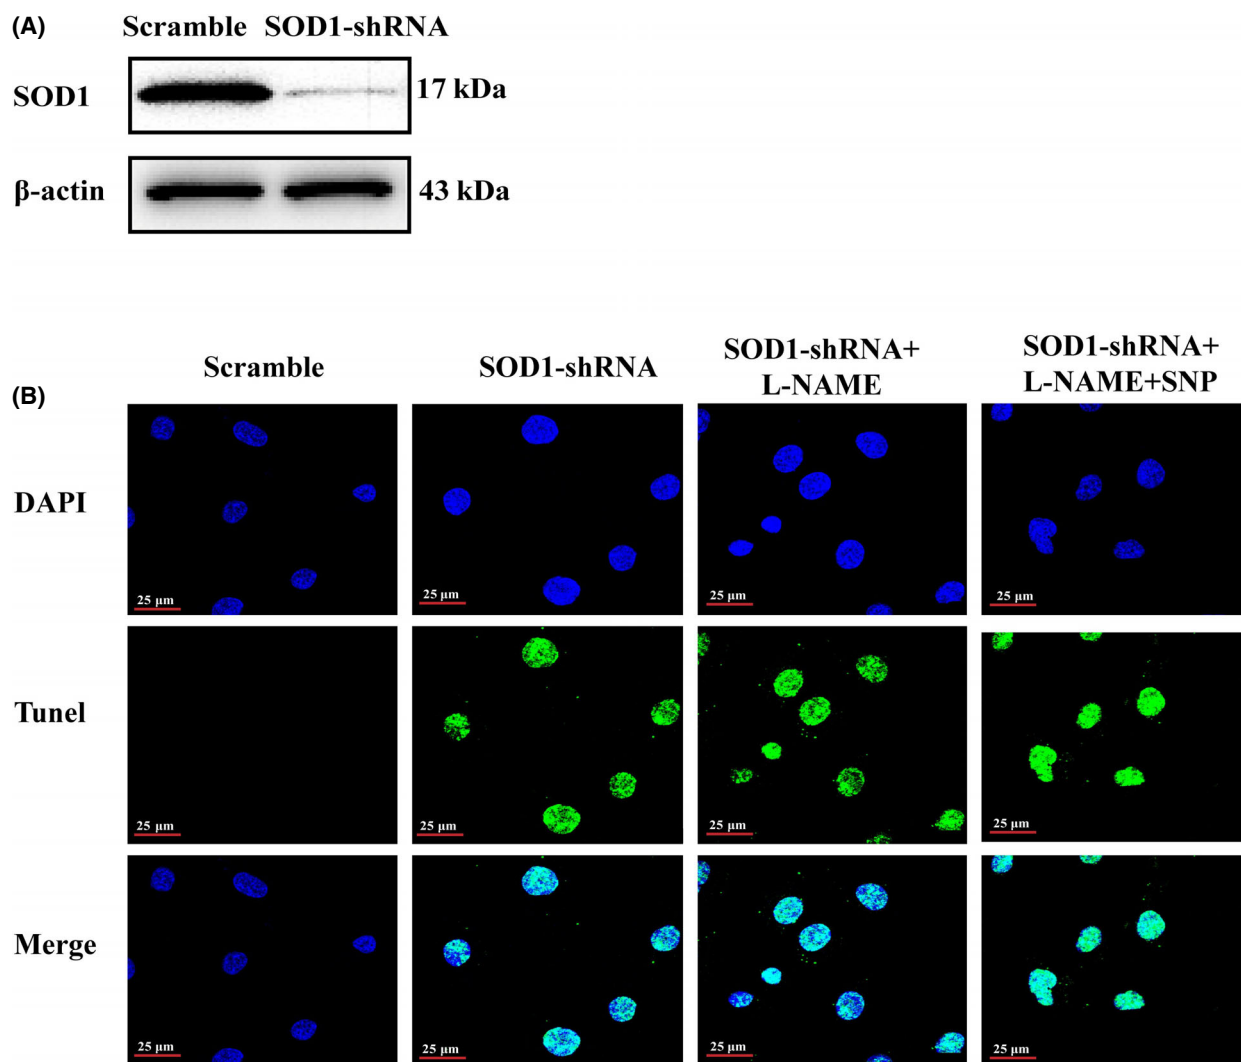 (A)
Scramble SOD1-shRNA
SOD1
17 kDa
β-actin
43 kDa
(B)
Scramble
SOD1-shRNA
SOD1-shRNA+
L-NAME
SOD1-shRNA+
L-NAME+SNP
DAPI
25 μm
25 μm
25 μm
25 μm
Tunel
25 μm
25 μm
25 μm
25 μm
Merge
25 μm
25 μm
25 μm
25 μm